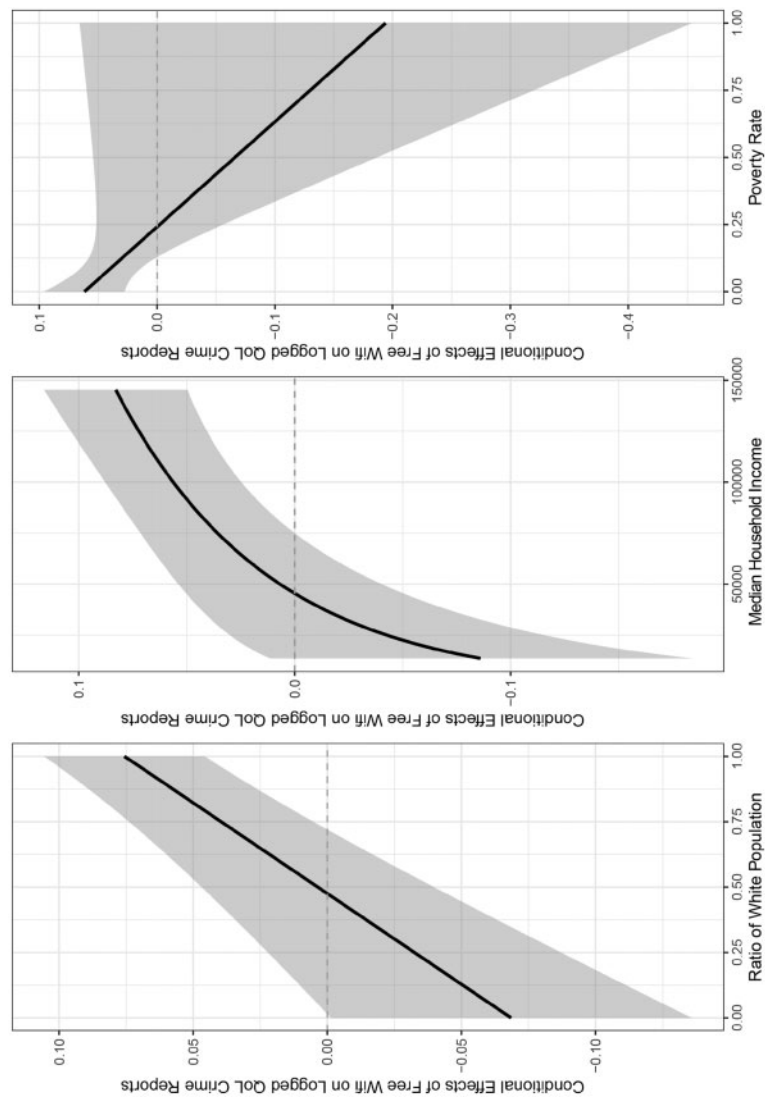 Conditional Effects of Free Wifi on Logged QoL Crime Reports
0.10
0.05
0.00
−0.05
−0.10
0.00 0.25 0.50 0.75 1.00
Ratio of White Population
Conditional Effects of Free Wifi on Logged QoL Crime Reports
0.1
0.0
−0.1
50000 100000 150000
Median Household Income
Conditional Effects of Free Wifi on Logged QoL Crime Reports
0.1
0.0
−0.1
−0.2
−0.3
−0.4
0.00 0.25 0.50 0.75 1.00
Poverty Rate